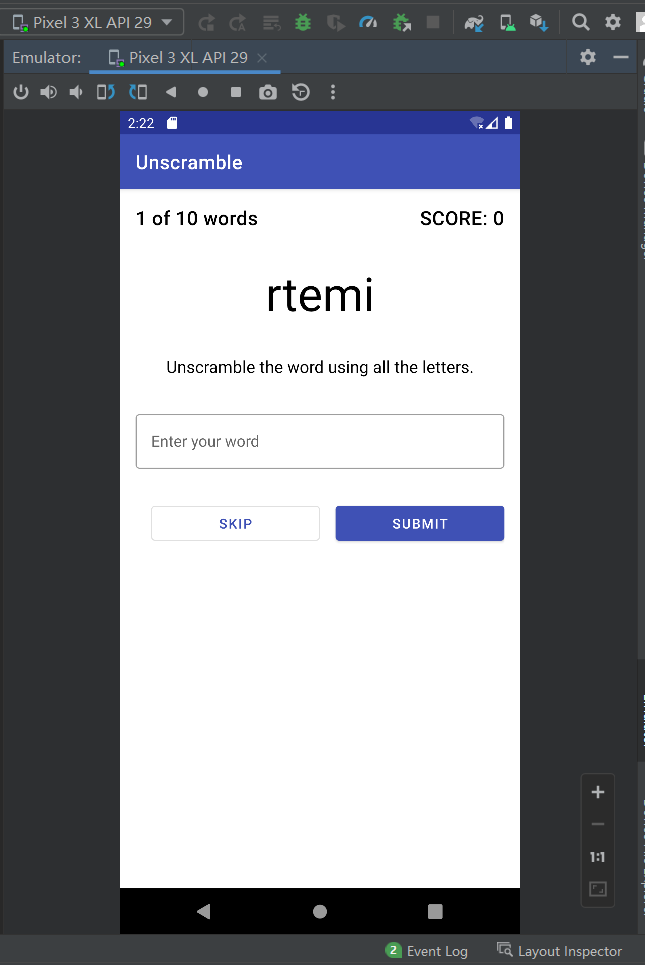 Pixel 3 XL API 29
Emulator: Pixel 3 XL API 29
2:22
Unscramble
1 of 10 words SCORE: 0
rtemi
Unscramble the word using all the letters.
Enter your word
SKIP SUBMIT
1:1
2 Event Log Layout Inspector